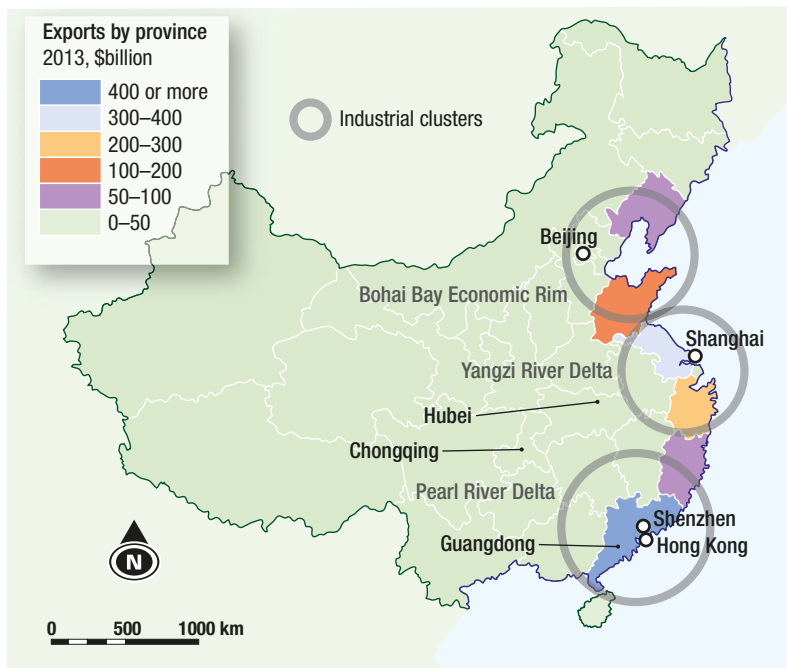 Exports by province
2013, $billion
400 or more
300–400
200–300
100–200
50–100
0–50
Industrial clusters
Beijing
Bohai Bay Economic Rim
Shanghai
Yangzi River Delta
Hubei
Chongqing
Pearl River Delta
Shenzhen
Guangdong
Hong Kong
N
0 500 1000 km